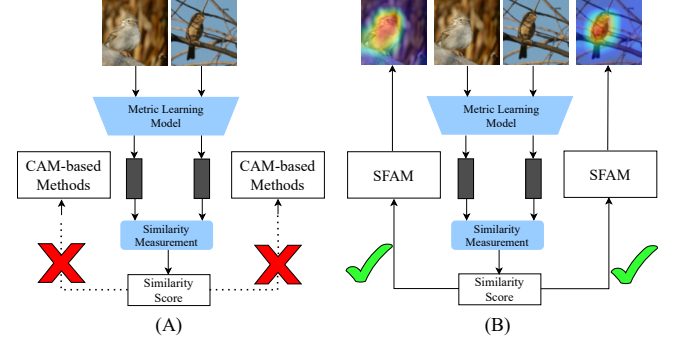 Metric Learning
Model
CAM-based
Methods
CAM-based
Methods
Similarity
Measurement
Similarity
Score
(A)
Metric Learning
Model
SFAM
SFAM
Similarity
Measurement
Similarity
Score
(B)